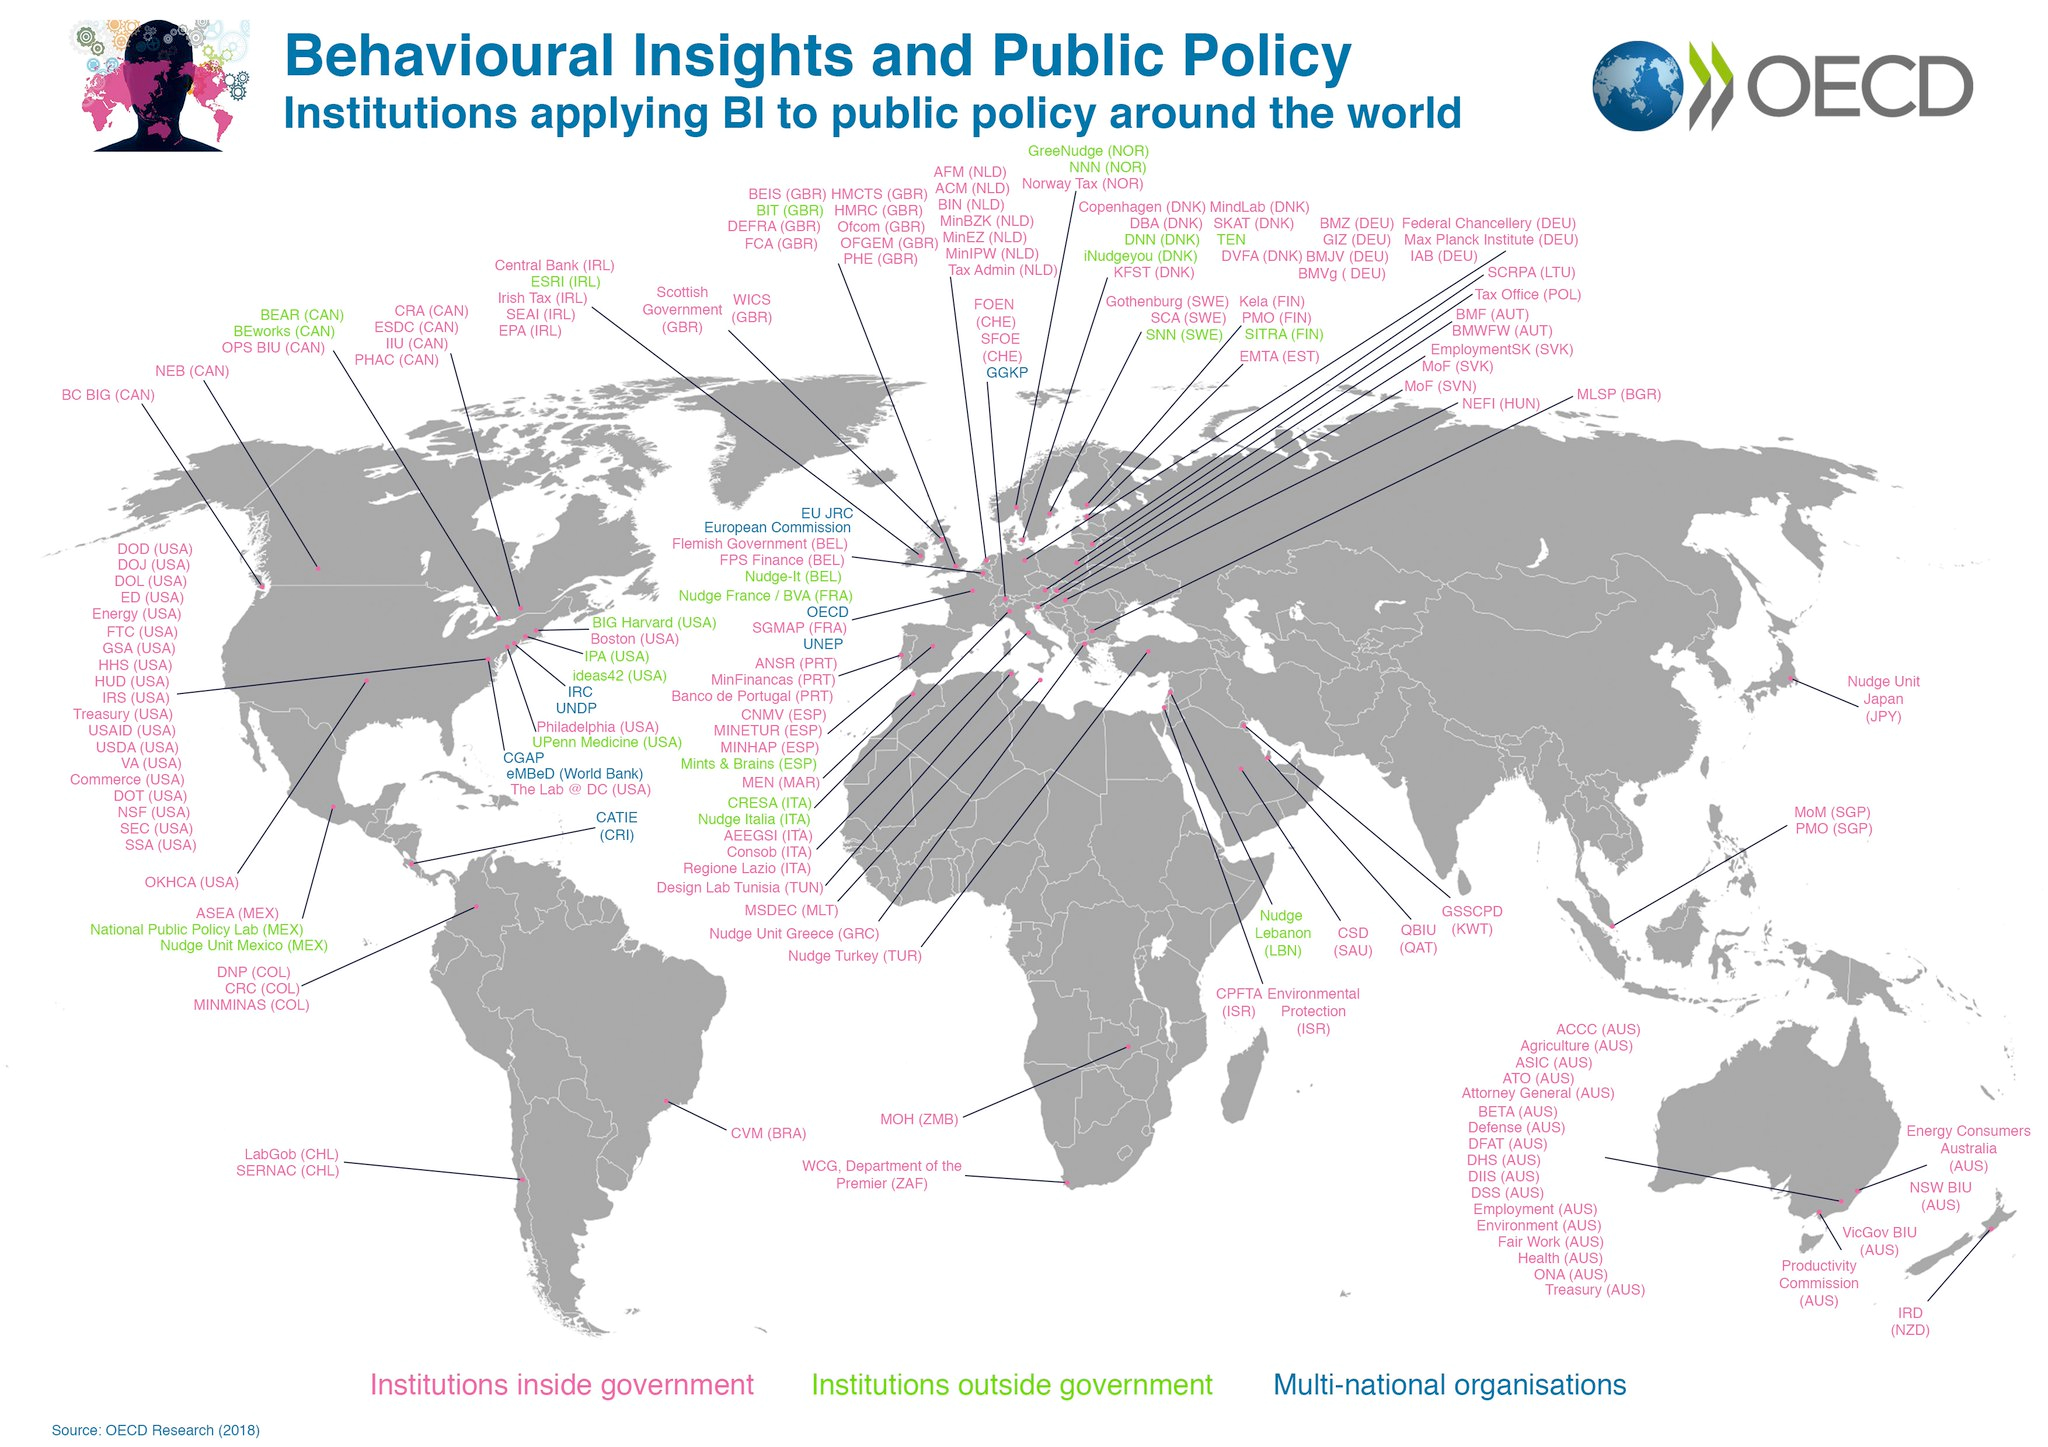 Behavioural Insights and Public Policy
Institutions applying BI to public policy around the world
OECD
GreeNudge (NOR)
NNN (NOR)
Norway Tax (NOR)
AFM (NLD)
ACM (NLD)
BIN (NLD)
MinBZK (NLD)
MinEZ (NLD)
MinIPW (NLD)
Tax Admin (NLD)
BEIS (GBR) HMCTS (GBR)
BIT (GBR) HMRC (GBR)
DEFRA (GBR) Ofcom (GBR)
FCA (GBR) OFGEM (GBR)
PHE (GBR)
Copenhagen (DNK) MindLab (DNK)
DBA (DNK) SKAT (DNK)
DNN (DNK) TEN
iNudgeyou (DNK) DVFA (DNK)
KFST (DNK)
BMZ (DEU) Federal Chancellery (DEU)
GIZ (DEU) Max Planck Institute (DEU)
BMJV (DEU) IAB (DEU)
BMVg ( DEU)
SCRPA (LTU)
Tax Office (POL)
BMF (AUT)
BMWFW (AUT)
EmploymentSK (SVK)
MoF (SVK)
MoF (SVN)
NEFI (HUN)
MLSP (BGR)
Gothenburg (SWE)
SCA (SWE)
SNN (SWE)
Kela (FIN)
PMO (FIN)
SITRA (FIN)
EMTA (EST)
FOEN
(CHE)
SFOE
(CHE)
GGKP
Scottish
Government
(GBR)
WICS
(GBR)
Central Bank (IRL)
ESRI (IRL)
Irish Tax (IRL)
SEAI (IRL)
EPA (IRL)
CRA (CAN)
ESDC (CAN)
IIU (CAN)
PHAC (CAN)
BEAR (CAN)
BEworks (CAN)
OPS BIU (CAN)
NEB (CAN)
BC BIG (CAN)
DOD (USA)
DOJ (USA)
DOL (USA)
ED (USA)
Energy (USA)
FTC (USA)
GSA (USA)
HHS (USA)
HUD (USA)
IRS (USA)
Treasury (USA)
USAID (USA)
USDA (USA)
VA (USA)
Commerce (USA)
DOT (USA)
NSF (USA)
SEC (USA)
SSA (USA)
OKHCA (USA)
ASEA (MEX)
National Public Policy Lab (MEX)
Nudge Unit Mexico (MEX)
DNP (COL)
CRC (COL)
MINMINAS (COL)
LabGob (CHL)
SERNAC (CHL)
BIG Harvard (USA)
Boston (USA)
IPA (USA)
ideas42 (USA)
IRC
UNDP
Philadelphia (USA)
UPenn Medicine (USA)
CGAP
eMBeD (World Bank)
The Lab @ DC (USA)
CATIE
(CRI)
CVM (BRA)
EU JRC
European Commission
Flemish Government (BEL)
FPS Finance (BEL)
Nudge-It (BEL)
Nudge France / BVA (FRA)
OECD
SGMAP (FRA)
UNEP
ANSR (PRT)
MinFinancas (PRT)
Banco de Portugal (PRT)
CNMV (ESP)
MINETUR (ESP)
MINHAP (ESP)
Mints & Brains (ESP)
MEN (MAR)
CRESA (ITA)
Nudge Italia (ITA)
AEEGSI (ITA)
Consob (ITA)
Regione Lazio (ITA)
Design Lab Tunisia (TUN)
MSDEC (MLT)
Nudge Unit Greece (GRC)
Nudge Turkey (TUR)
MOH (ZMB)
WCG, Department of the
Premier (ZAF)
Nudge
Lebanon
(LBN)
CPFTA
(ISR)
Environmental
Protection
(ISR)
CSD
(SAU)
QBIU
(QAT)
GSSCPD
(KWT)
Nudge Unit
Japan
(JPY)
MoM (SGP)
PMO (SGP)
ACCC (AUS)
Agriculture (AUS)
ASIC (AUS)
ATO (AUS)
Attorney General (AUS)
BETA (AUS)
Defense (AUS)
DFAT (AUS)
DHS (AUS)
DIIS (AUS)
DSS (AUS)
Employment (AUS)
Environment (AUS)
Fair Work (AUS)
Health (AUS)
ONA (AUS)
Treasury (AUS)
Energy Consumers
Australia
(AUS)
NSW BIU
(AUS)
VicGov BIU
(AUS)
Productivity
Commission
(AUS)
IRD
(NZD)
Institutions inside government
Institutions outside government
Multi-national organisations
Source: OECD Research (2018)